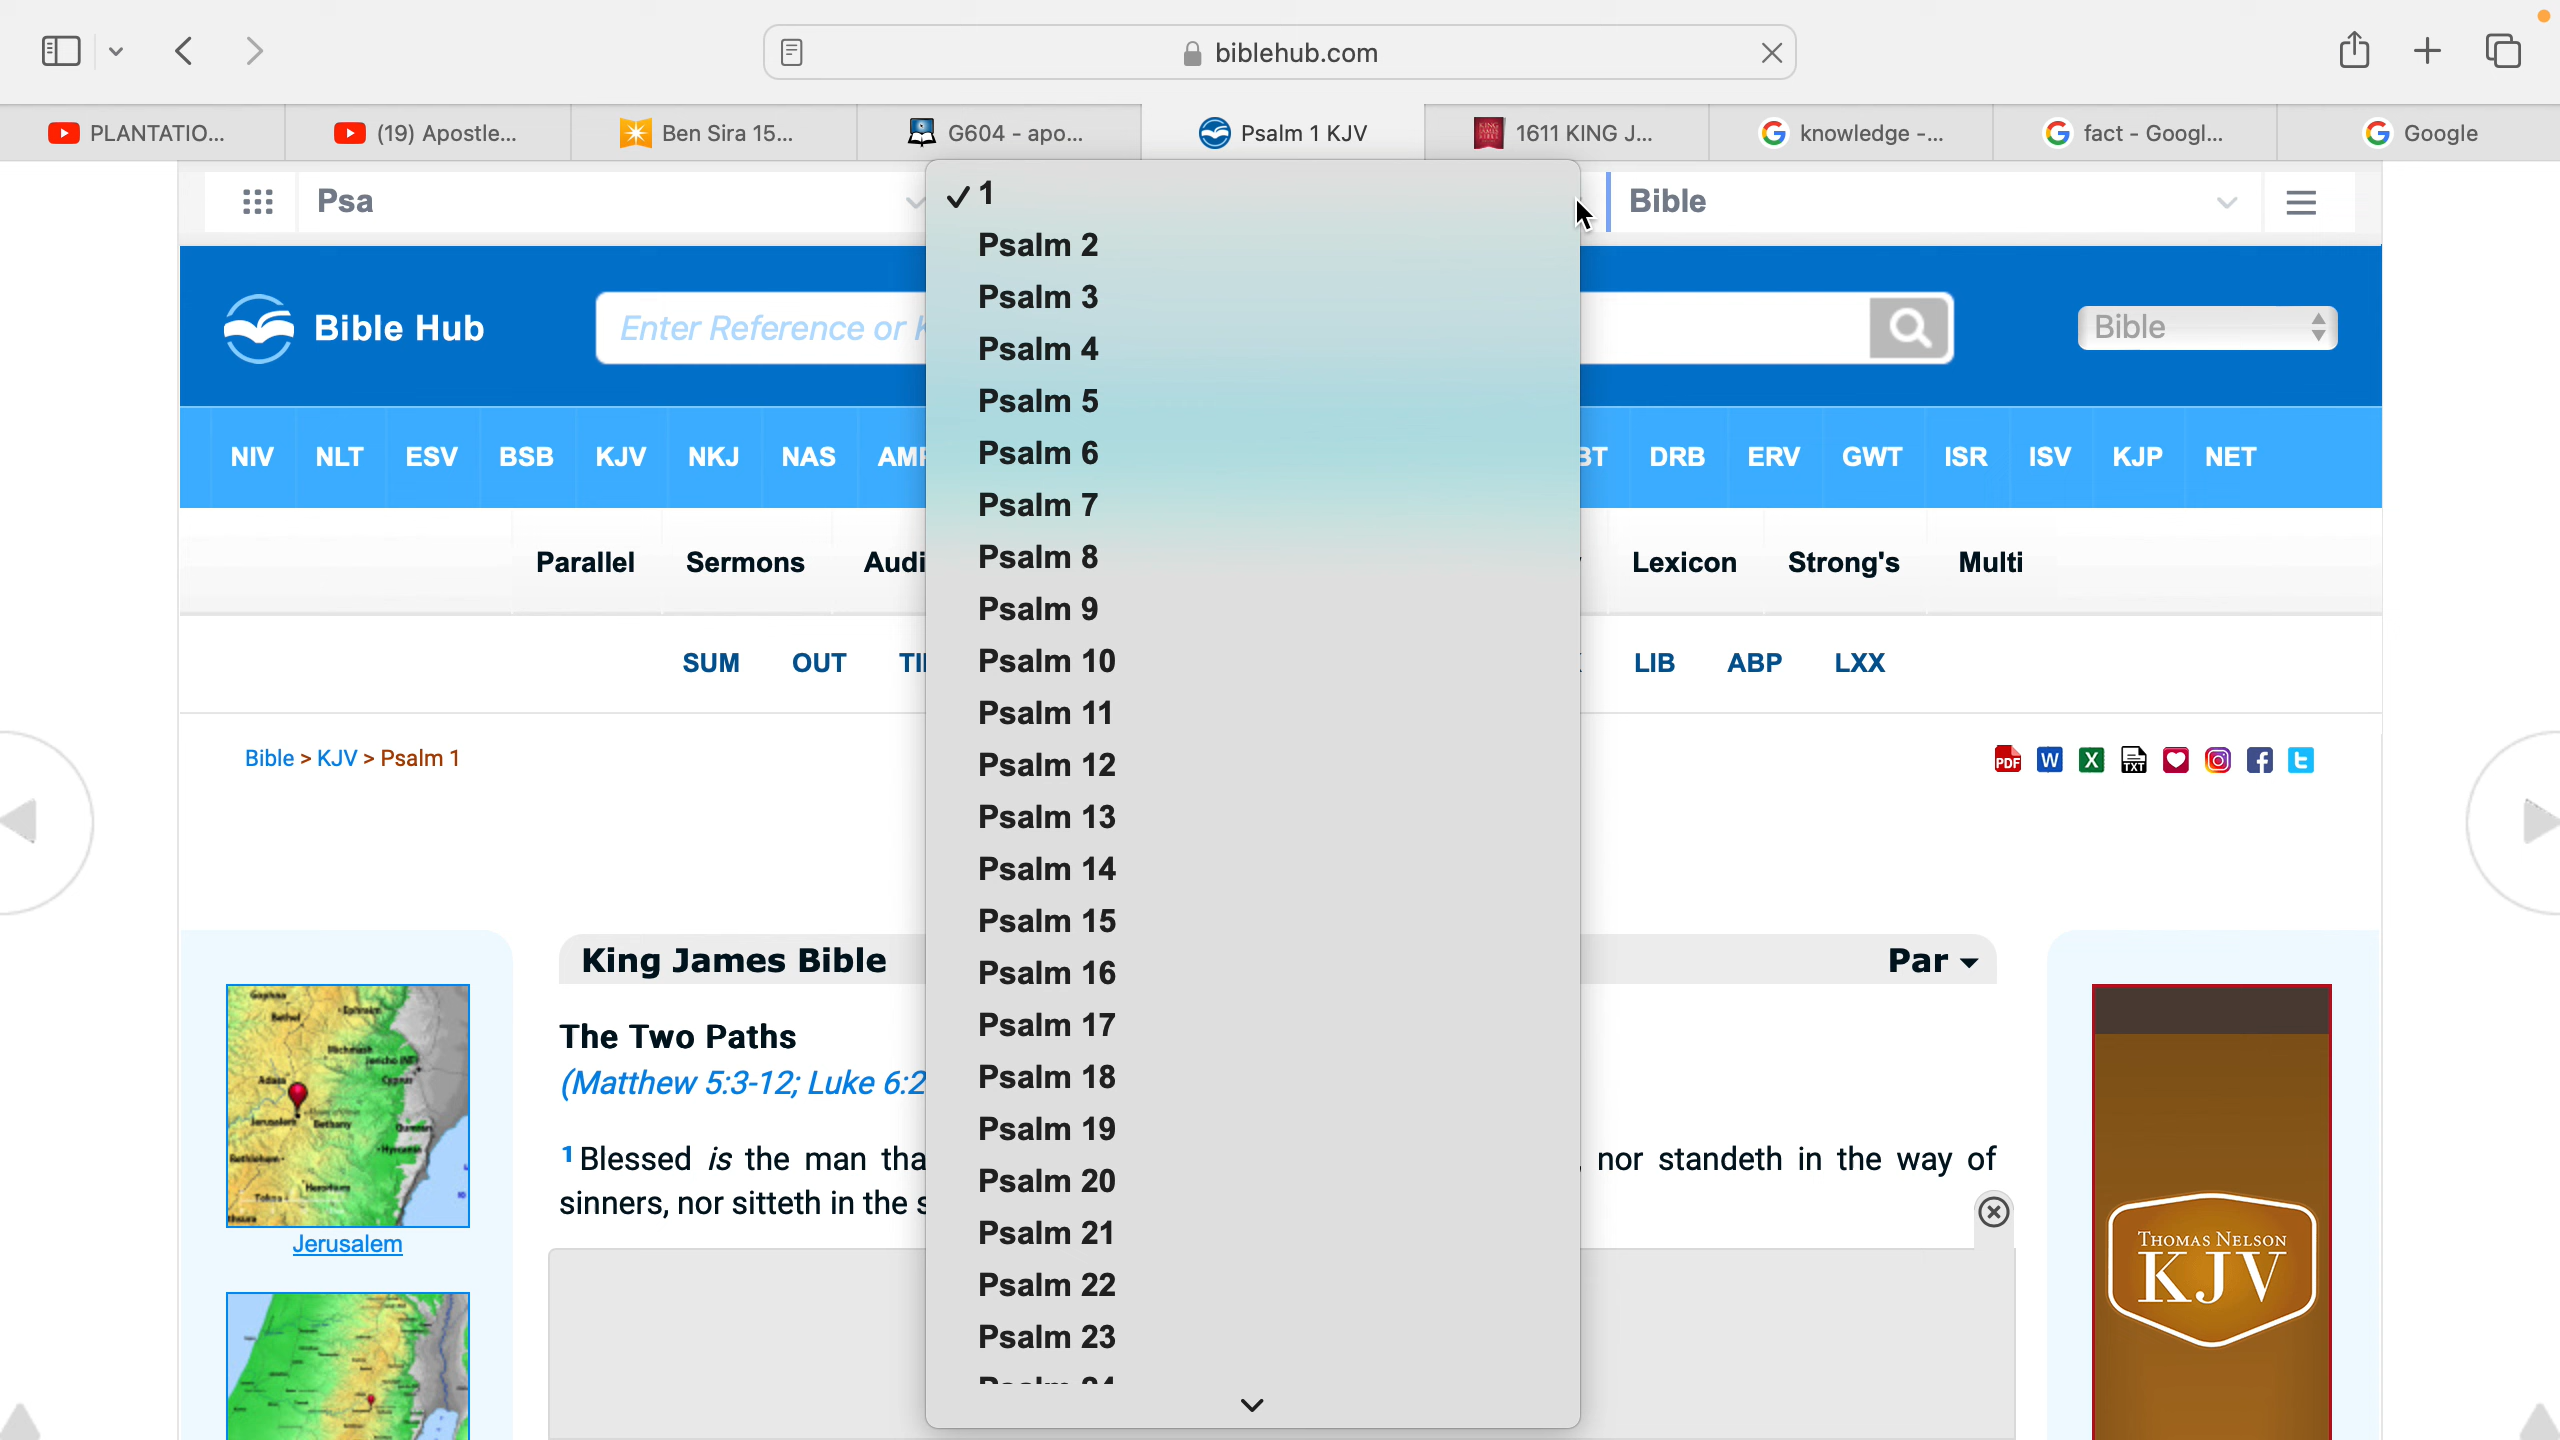 biblehub.com
PLANTATIO...
(19) Apostle...
Ben Sira 15...
G604 - apo...
Psalm 1 KJV
1611 KING J...
knowledge -...
fact - Googl...
Google
Psa
Bible
✓ 1
Psalm 2
Psalm 3
Psalm 4
Psalm 5
Psalm 6
Psalm 7
Psalm 8
Psalm 9
Psalm 10
Psalm 11
Psalm 12
Psalm 13
Psalm 14
Psalm 15
Psalm 16
Psalm 17
Psalm 18
Psalm 19
Psalm 20
Psalm 21
Psalm 22
Psalm 23
Bible Hub
Enter Reference or
Bible
NIV NLT ESV BSB KJV NKJ NAS DRB ERV GWT ISR ISV KJP NET
Parallel Sermons Lexicon Strong's Multi
SUM OUT LIB ABP LXX
Bible > KJV > Psalm 1
PDF W X TXT
King James Bible
Par
The Two Paths
(Matthew 5:3-12; Luke 6:2
1 Blessed is the man tha , nor standeth in the way of
sinners, nor sitteth in the s
Jerusalem
THOMAS NELSON
KJV